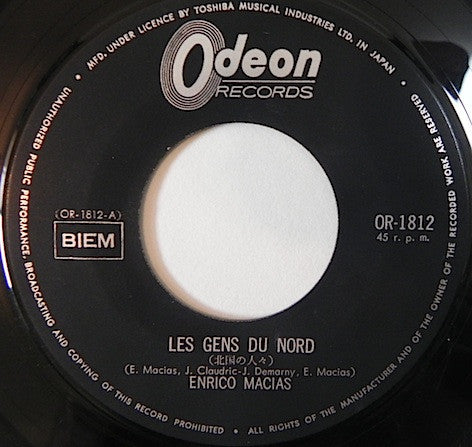 MFD. UNDER LICENCE BY TOSHIBA MUSICAL INDUSTRIES LTD. IN JAPAN •
Odeon
RECORDS
(OR-1812-A)
BIEM
OR-1812
45 r. p. m.
LES GENS DU NORD
(北国の人々)
(E. Macias, J. Claudric-J. Demarny, E. Macias)
ENRICO MACIAS
• ALL RIGHTS OF THE MANUFACTURER AND OF THE OWNER OF THE RECORDED WORK ARE RESERVED •
UNAUTHORIZED PUBLIC PERFORMANCE, BROADCASTING AND COPYING OF THIS RECORD PROHIBITED